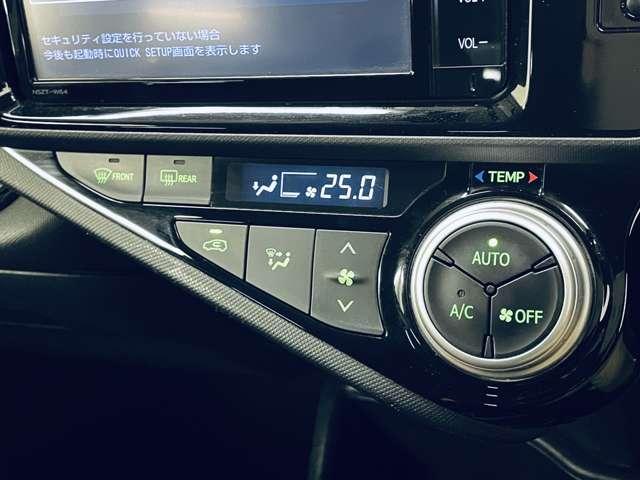 VOL+
セキュリティ設定を行っていない場合
今後も起動時にQUICK SETUP画面を表示します
VOL－
NSZT-W64
FRONT
REAR
25.0
TEMP
AUTO
A/C
OFF